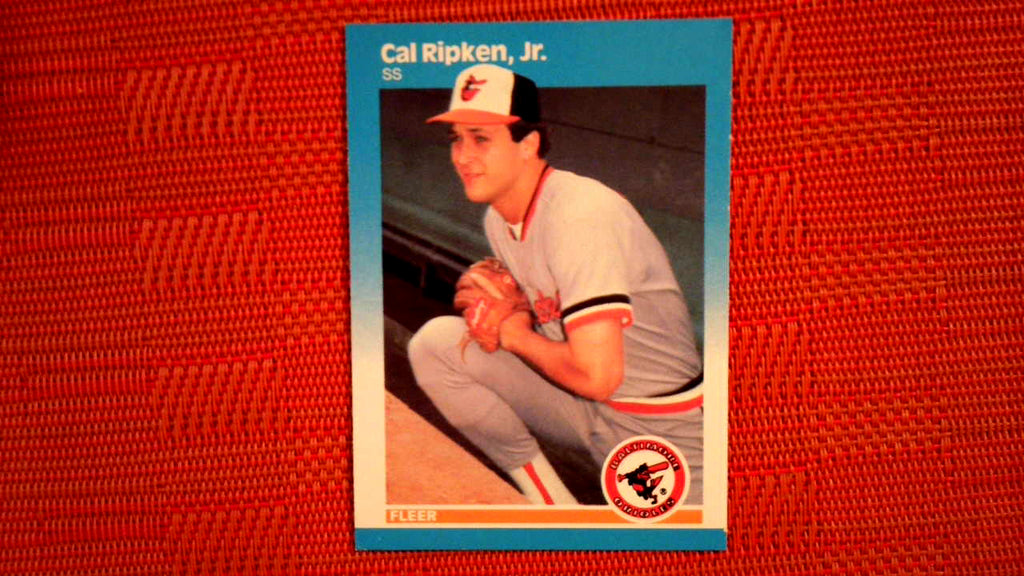 Cal Ripken, Jr.
SS
FLEER
BALTIMORE
ORIOLES
®